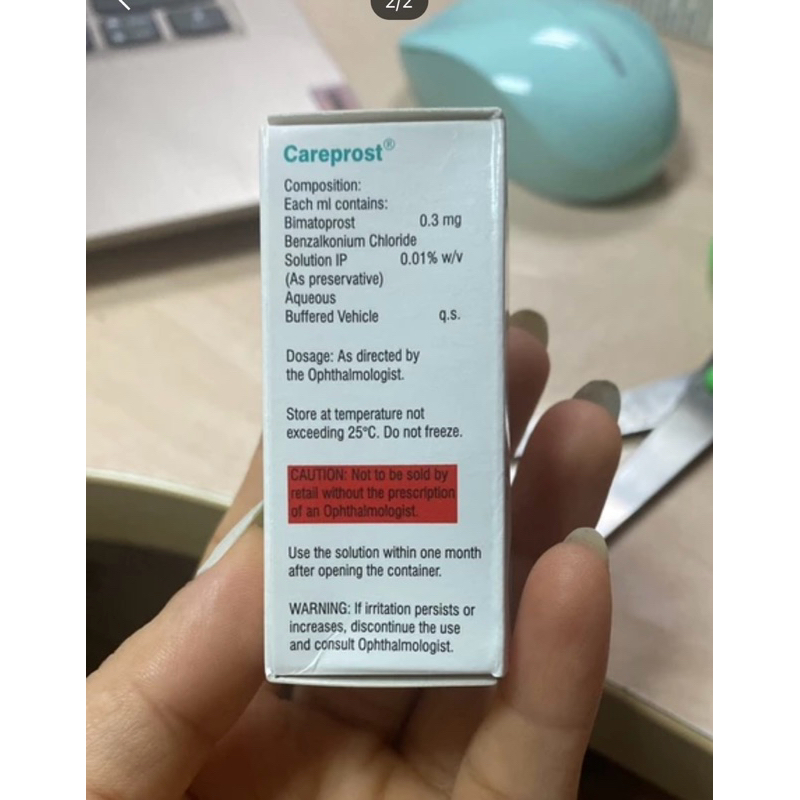 2/2
Careprost®
Composition:
Each ml contains:
Bimatoprost 0.3 mg
Benzalkonium Chloride
Solution IP 0.01% w/v
(As preservative)
Aqueous
Buffered Vehicle q.s.
Dosage: As directed by
the Ophthalmologist.
Store at temperature not
exceeding 25°C. Do not freeze.
CAUTION: Not to be sold by
retail without the prescription
of an Ophthalmologist.
Use the solution within one month
after opening the container.
WARNING: If irritation persists or
increases, discontinue the use
and consult Ophthalmologist.